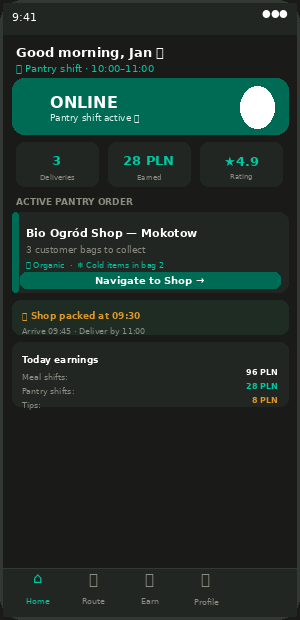 9:41
Good morning, Jan
Pantry shift · 10:00–11:00
ONLINE
Pantry shift active
3
Deliveries
28 PLN
Earned
★4.9
Rating
ACTIVE PANTRY ORDER
Bio Ogród Shop — Mokotow
3 customer bags to collect
Organic · ❄ Cold items in bag 2
Navigate to Shop →
Shop packed at 09:30
Arrive 09:45 · Deliver by 11:00
Today earnings
Meal shifts: 96 PLN
Pantry shifts: 28 PLN
Tips: 8 PLN
Home
Route
Earn
Profile